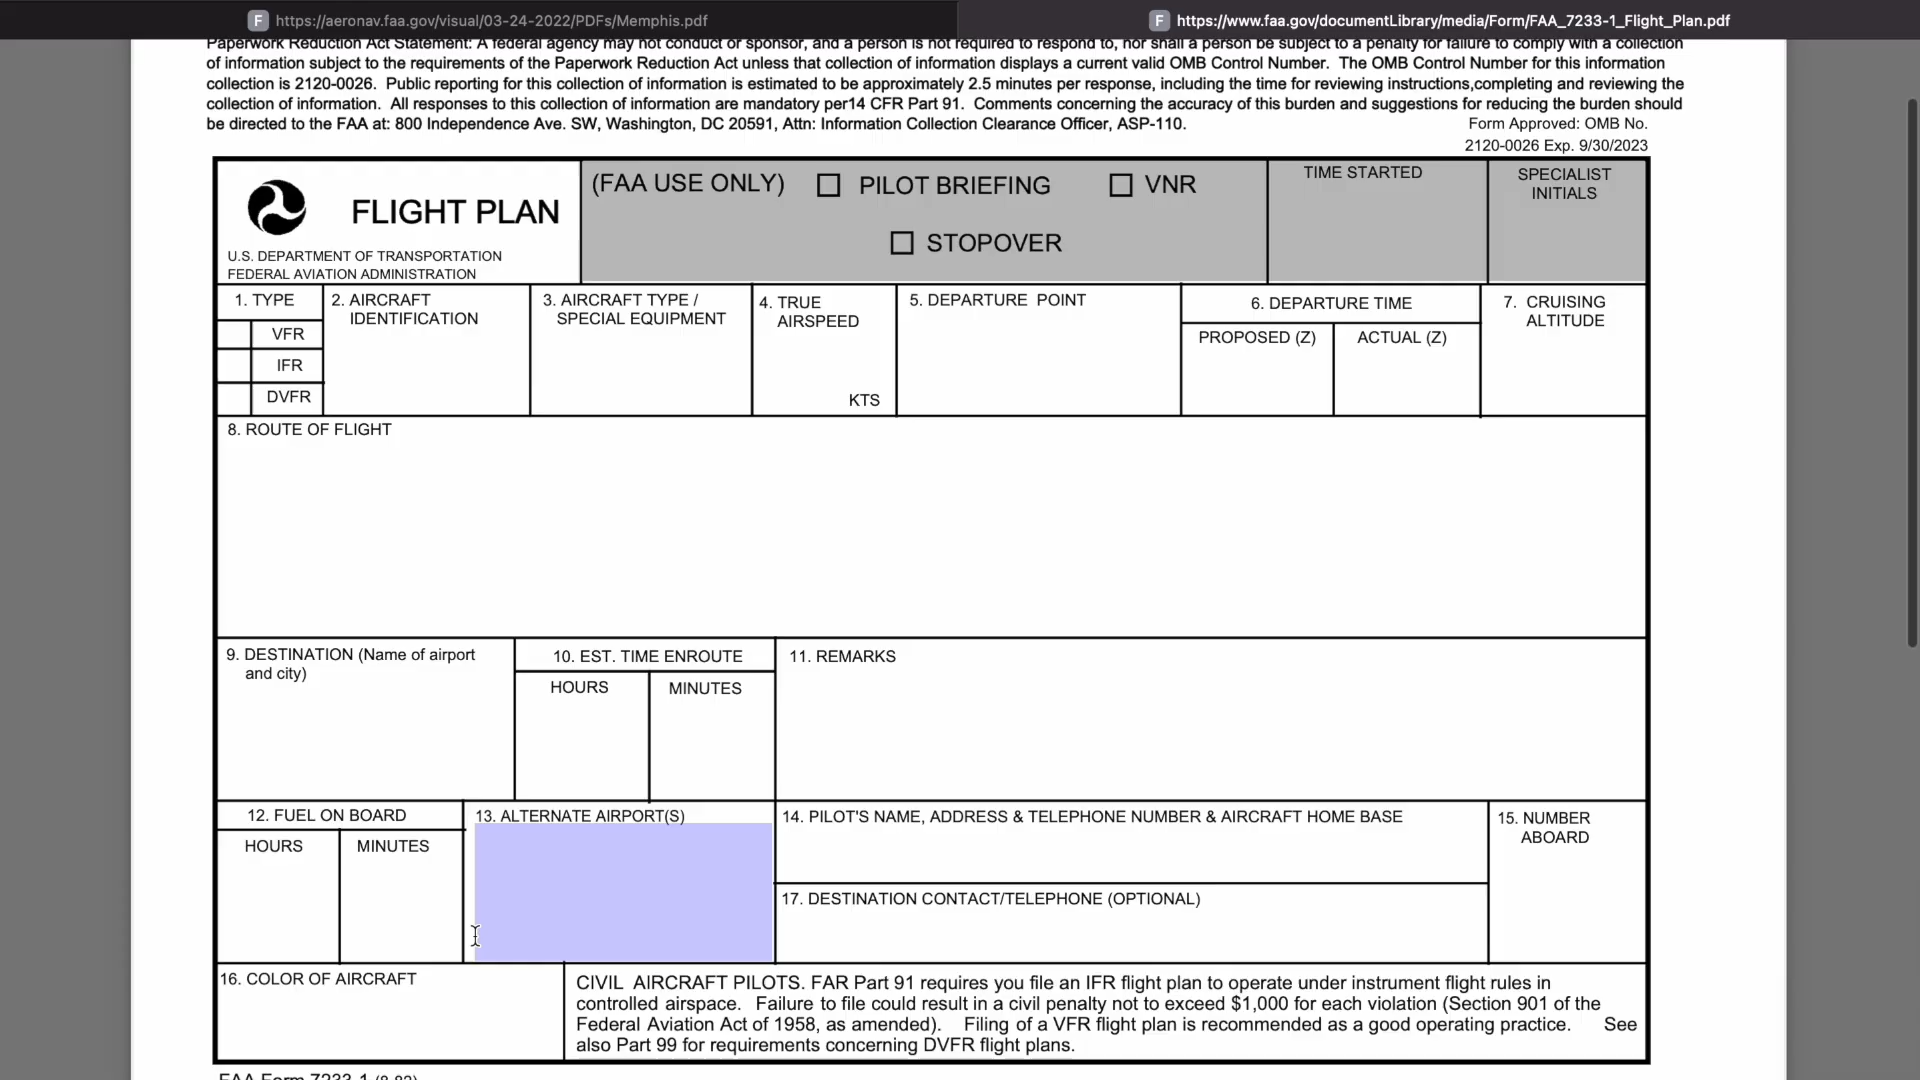 https://aeronav.faa.gov/visual/03-24-2022/PDFs/Memphis.pdf
https://www.faa.gov/documentLibrary/media/Form/FAA_7233-1_Flight_Plan.pdf
Paperwork Reduction Act Statement: A federal agency may not conduct or sponsor, and a person is not required to respond to, nor shall a person be subject to a penalty for failure to comply with a collection
of information subject to the requirements of the Paperwork Reduction Act unless that collection of information displays a current valid OMB Control Number. The OMB Control Number for this information
collection is 2120-0026. Public reporting for this collection of information is estimated to be approximately 2.5 minutes per response, including the time for reviewing instructions,completing and reviewing the
collection of information. All responses to this collection of information are mandatory per14 CFR Part 91. Comments concerning the accuracy of this burden and suggestions for reducing the burden should
be directed to the FAA at: 800 Independence Ave. SW, Washington, DC 20591, Attn: Information Collection Clearance Officer, ASP-110.
Form Approved: OMB No.
2120-0026 Exp. 9/30/2023
FLIGHT PLAN
U.S. DEPARTMENT OF TRANSPORTATION
FEDERAL AVIATION ADMINISTRATION
(FAA USE ONLY)
PILOT BRIEFING
VNR
STOPOVER
TIME STARTED
SPECIALIST
INITIALS
1. TYPE
VFR
IFR
DVFR
2. AIRCRAFT
IDENTIFICATION
3. AIRCRAFT TYPE /
SPECIAL EQUIPMENT
4. TRUE
AIRSPEED
KTS
5. DEPARTURE POINT
6. DEPARTURE TIME
PROPOSED (Z)
ACTUAL (Z)
7. CRUISING
ALTITUDE
8. ROUTE OF FLIGHT
9. DESTINATION (Name of airport
and city)
10. EST. TIME ENROUTE
HOURS
MINUTES
11. REMARKS
12. FUEL ON BOARD
HOURS
MINUTES
13. ALTERNATE AIRPORT(S)
14. PILOT'S NAME, ADDRESS & TELEPHONE NUMBER & AIRCRAFT HOME BASE
15. NUMBER
ABOARD
17. DESTINATION CONTACT/TELEPHONE (OPTIONAL)
16. COLOR OF AIRCRAFT
CIVIL AIRCRAFT PILOTS. FAR Part 91 requires you file an IFR flight plan to operate under instrument flight rules in
controlled airspace. Failure to file could result in a civil penalty not to exceed $1,000 for each violation (Section 901 of the
Federal Aviation Act of 1958, as amended). Filing of a VFR flight plan is recommended as a good operating practice. See
also Part 99 for requirements concerning DVFR flight plans.
FAA Form 7233-1 (8-82)